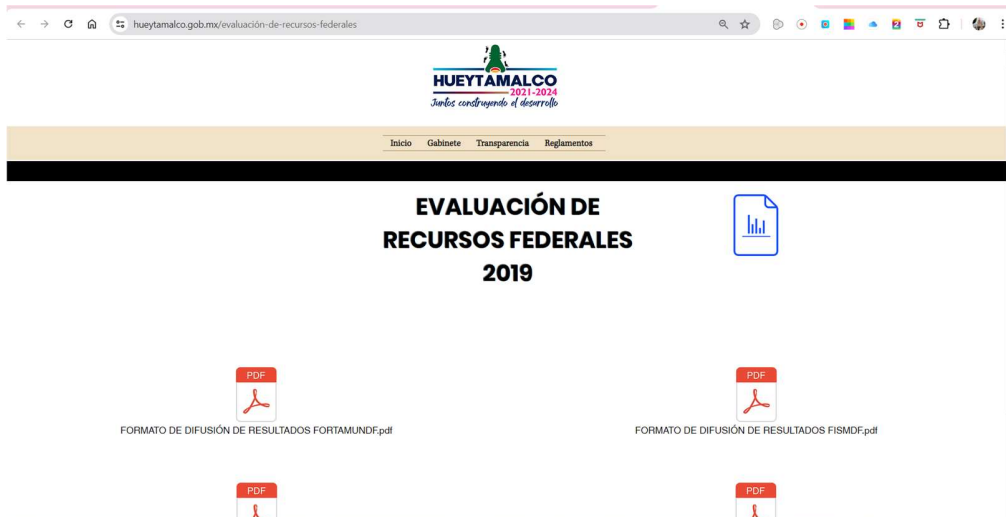 hueytamalco.gob.mx/evaluación-de-recursos-federales
HUEYTAMALCO
2021-2024
Juntos construyendo el desarrollo
Inicio Gabinete Transparencia Reglamentos
EVALUACIÓN DE
RECURSOS FEDERALES
2019
PDF PDF
FORMATO DE DIFUSIÓN DE RESULTADOS FORTAMUNDF.pdf FORMATO DE DIFUSIÓN DE RESULTADOS FISMDF.pdf
PDF PDF